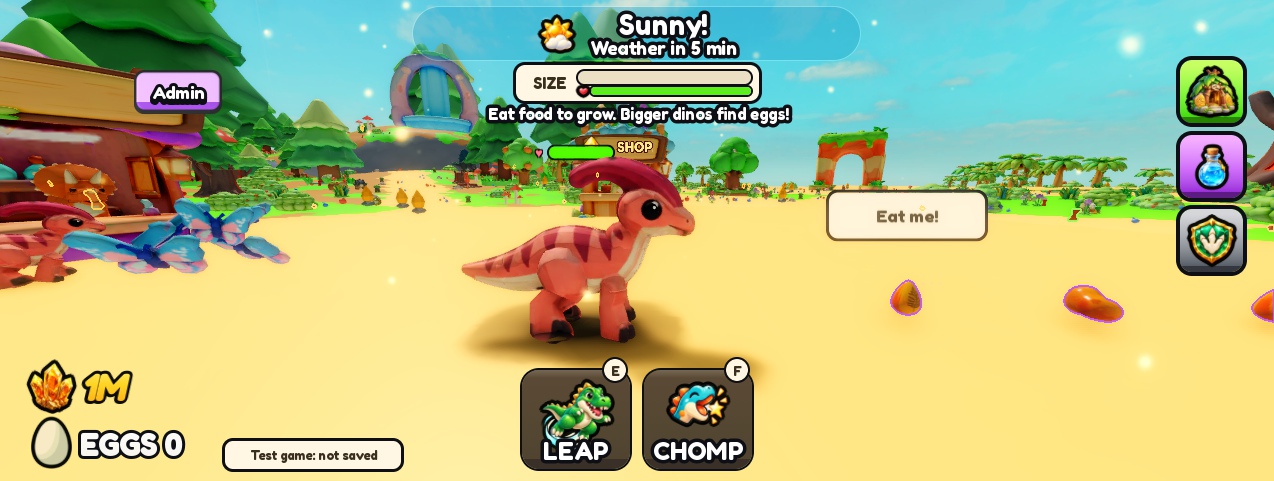 Sunny!
Weather in 5 min
Admin
SIZE
Eat food to grow. Bigger dinos find eggs!
SHOP
Eat me!
1M
EGGS 0
Test game: not saved
E
LEAP
F
CHOMP